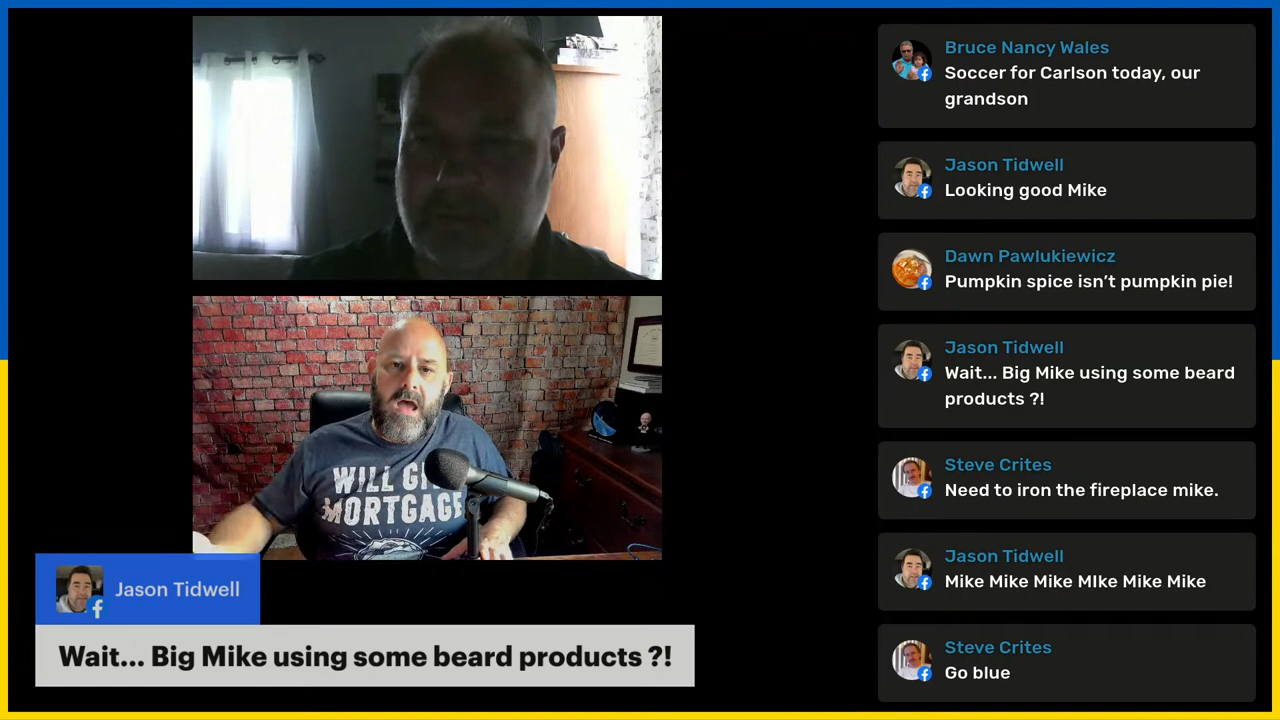 WILL GI
MORTGAGE
Jason Tidwell
Wait... Big Mike using some beard products ?!
Bruce Nancy Wales
Soccer for Carlson today, our
grandson
Jason Tidwell
Looking good Mike
Dawn Pawlukiewicz
Pumpkin spice isn’t pumpkin pie!
Jason Tidwell
Wait... Big Mike using some beard
products ?!
Steve Crites
Need to iron the fireplace mike.
Jason Tidwell
Mike Mike Mike MIke Mike Mike
Steve Crites
Go blue